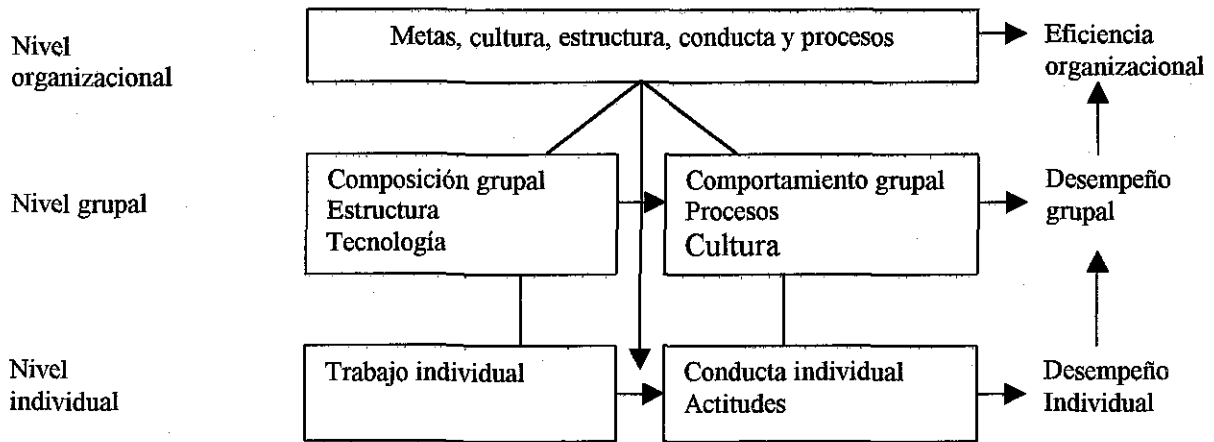 Nivel
organizacional
Metas, cultura, estructura, conducta y procesos
Eficiencia
organizacional
Nivel grupal
Composición grupal
Estructura
Tecnología
Comportamiento grupal
Procesos
Cultura
Desempeño
grupal
Nivel
individual
Trabajo individual
Conducta individual
Actitudes
Desempeño
Individual